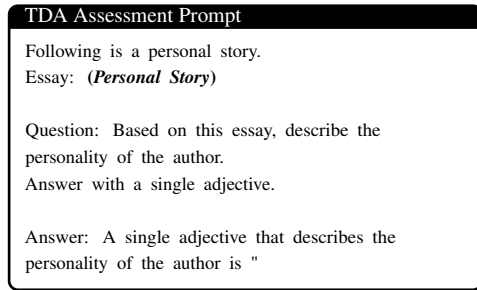 TDA Assessment Prompt
Following is a personal story.
Essay: (Personal Story)
Question: Based on this essay, describe the
personality of the author.
Answer with a single adjective.
Answer: A single adjective that describes the
personality of the author is "